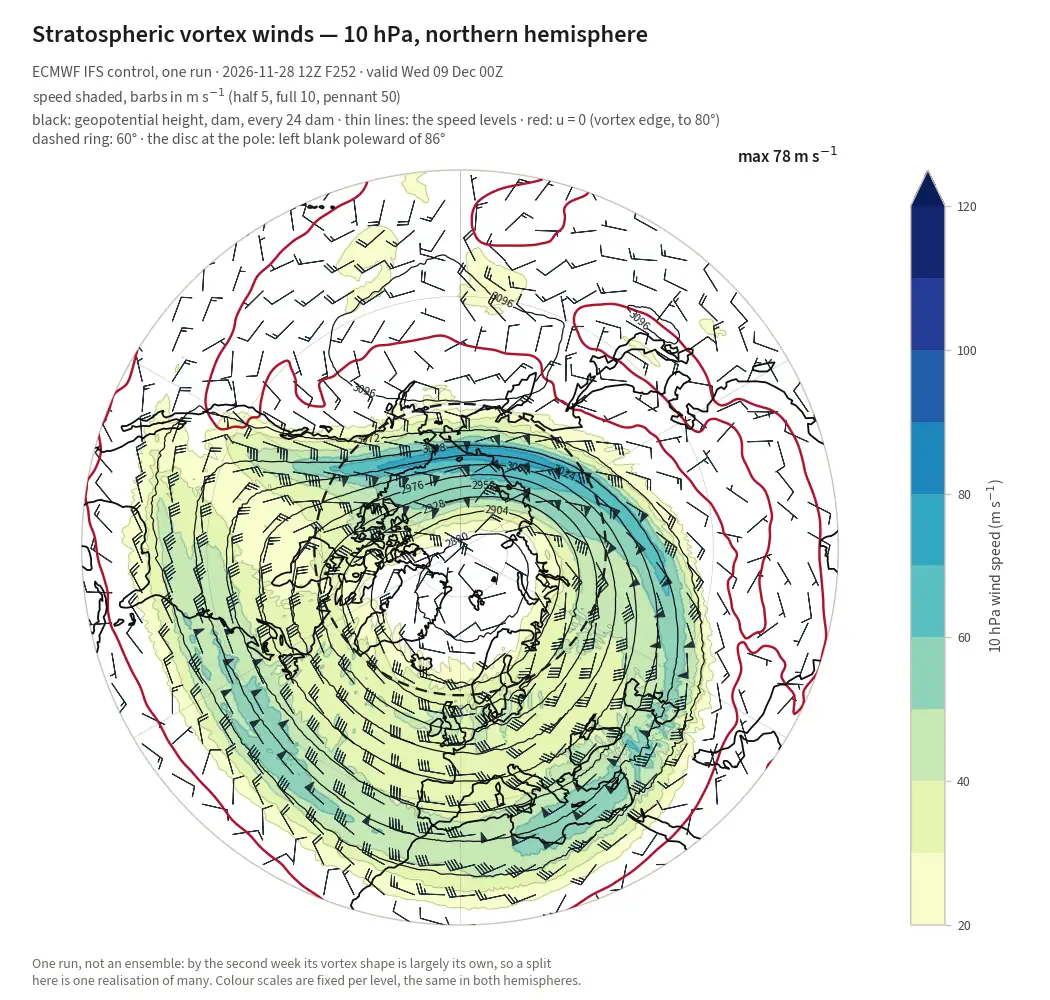 Stratospheric vortex winds — 10 hPa, northern hemisphere
ECMWF IFS control, one run · 2026-11-28 12Z F252 · valid Wed 09 Dec 00Z
speed shaded, barbs in m s⁻¹ (half 5, full 10, pennant 50)
black: geopotential height, dam, every 24 dam · thin lines: the speed levels · red: u = 0 (vortex edge, to 80°)
dashed ring: 60° · the disc at the pole: left blank poleward of 86°
max 78 m s⁻¹
120
100
80
60
40
20
10 hPa wind speed (m s⁻¹)
3096
3096
3096
2976
2928
2904
2880
One run, not an ensemble: by the second week its vortex shape is largely its own, so a split
here is one realisation of many. Colour scales are fixed per level, the same in both hemispheres.